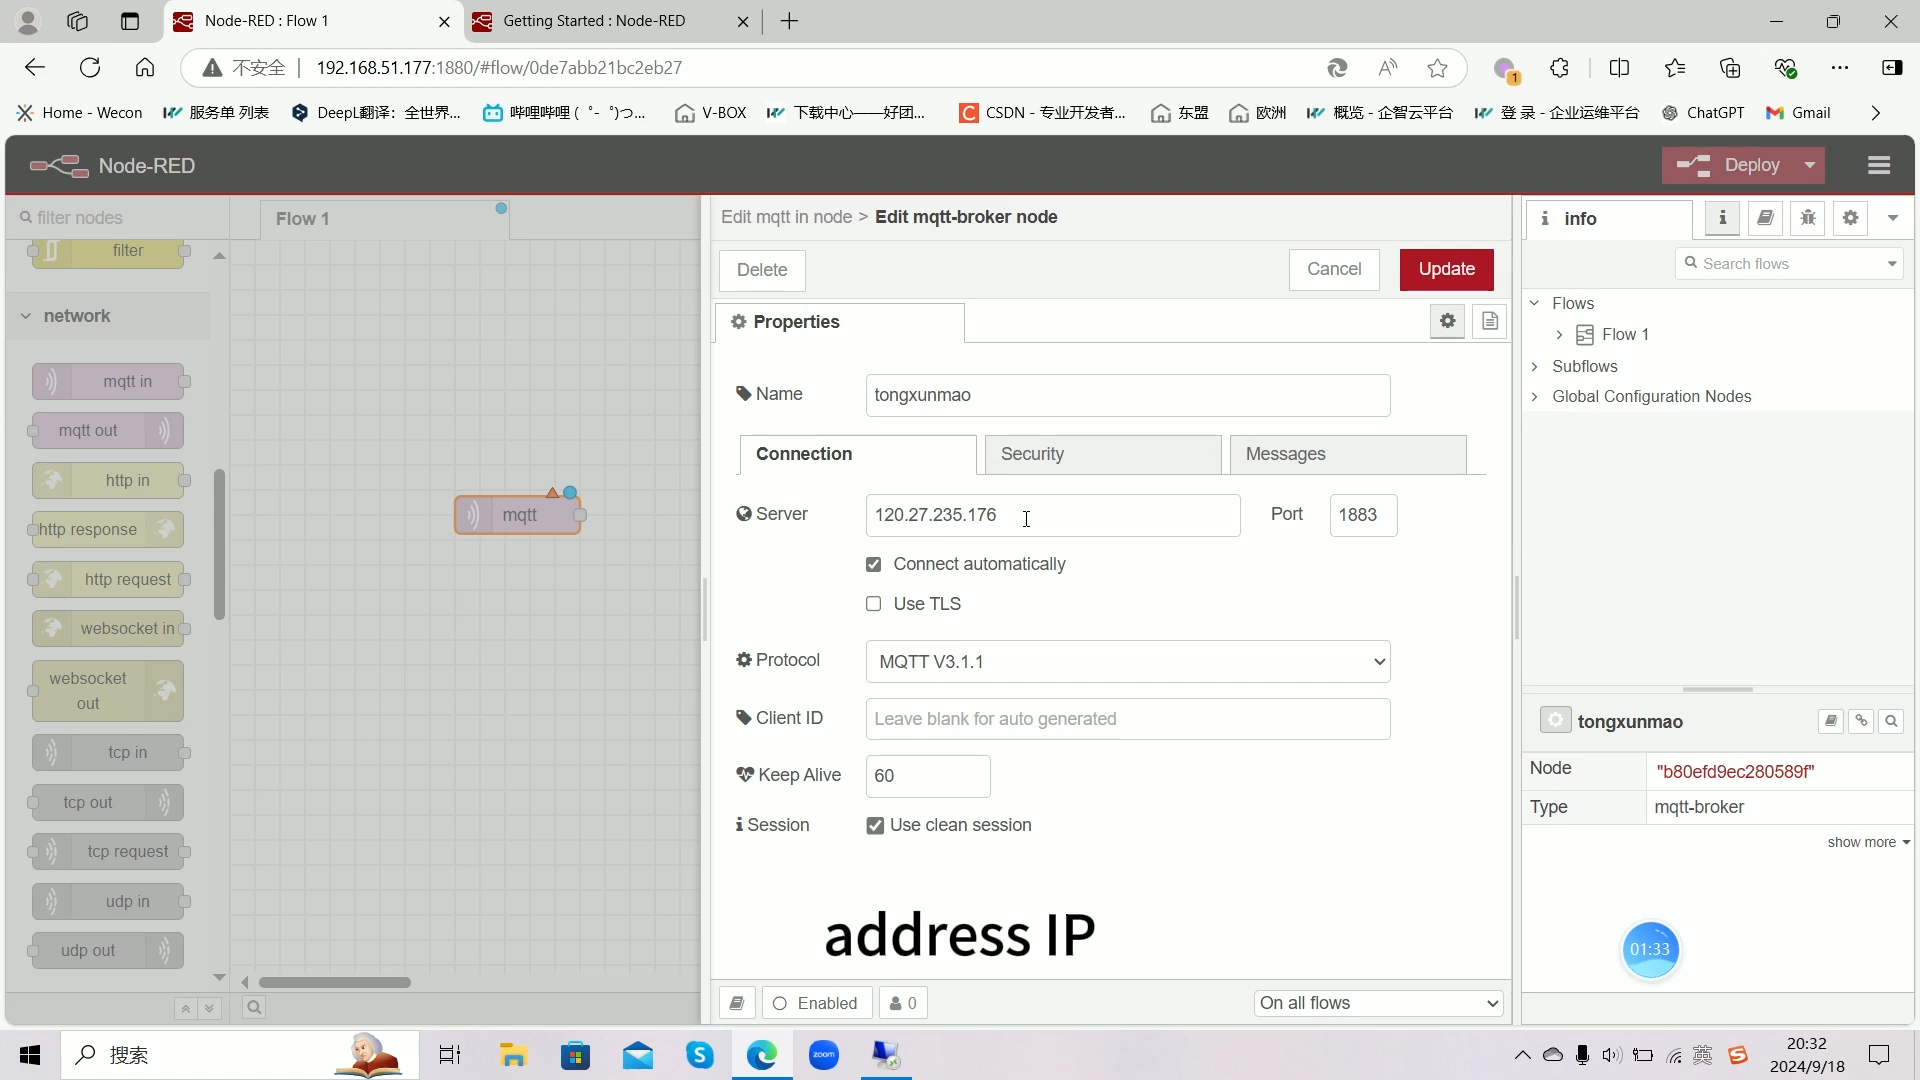 Node-RED : Flow 1
Getting Started : Node-RED
不安全 192.168.51.177:1880/#flow/0de7abb21bc2eb27
1
Home - Wecon 服务单 列表 DeepL翻译：全世界... 哔哩哔哩 ( ゜- ゜)つ... V-BOX 下载中心——好团... CSDN - 专业开发者... 东盟 欧洲 概览 - 企智云平台 登 录 - 企业运维平台 ChatGPT Gmail
Node-RED
Deploy
filter nodes
Flow 1
Edit mqtt in node > Edit mqtt-broker node
info
filter
Delete
Cancel
Update
Search flows
network
Properties
Flows
Flow 1
Subflows
Global Configuration Nodes
mqtt in
mqtt out
http in
http response
http request
websocket in
websocket
out
tcp in
tcp out
tcp request
udp in
udp out
mqtt
Name
tongxunmao
Connection
Security
Messages
Server
120.27.235.176
Port
1883
Connect automatically
Use TLS
Protocol
MQTT V3.1.1
Client ID
Leave blank for auto generated
Keep Alive
60
Session
Use clean session
tongxunmao
Node "b80efd9ec280589f"
Type mqtt-broker
show more
address IP
01:33
Enabled
0
On all flows
搜索
zoom
英
20:32
2024/9/18